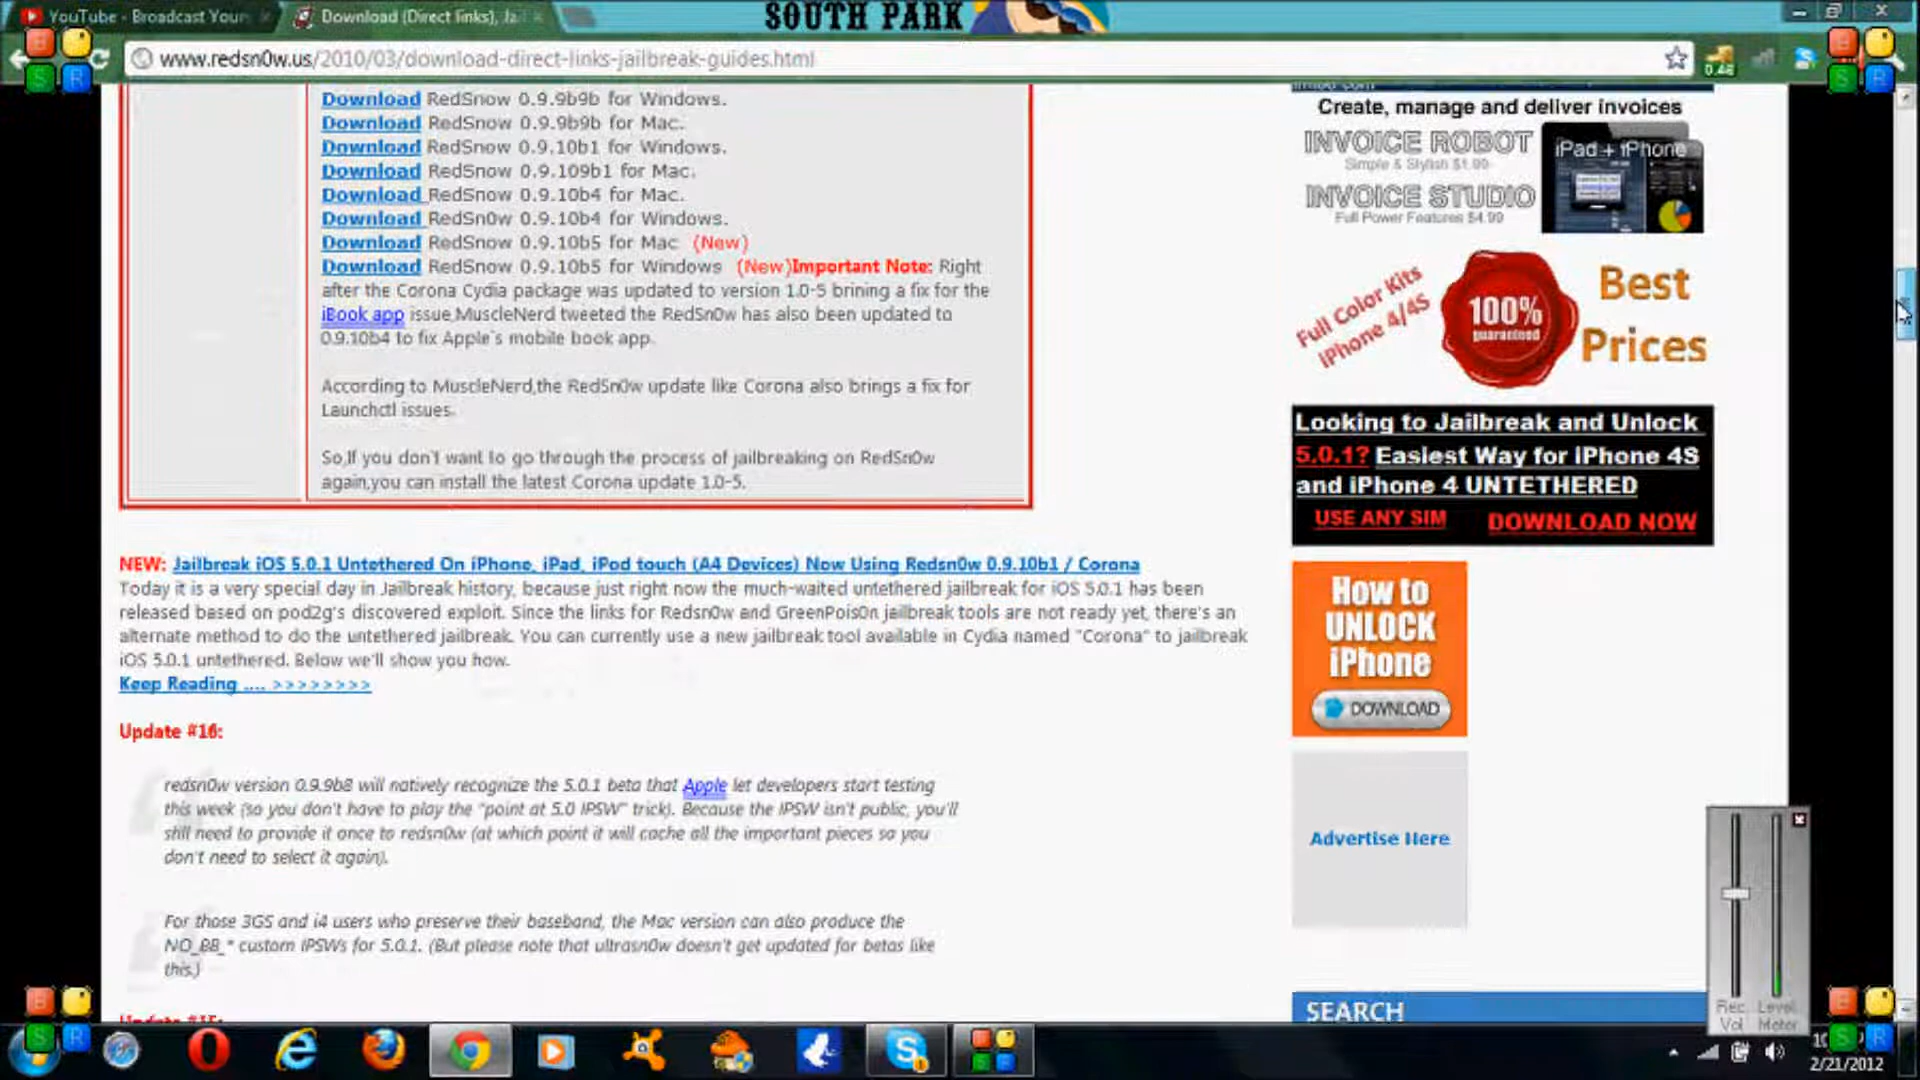 YouTube - Broadcast Your
Download (Direct links), Ja
SOUTH PARK
www.redsn0w.us/2010/03/download-direct-links-jailbreak-guides.html
0.46
Download RedSnow 0.9.9b9b for Windows.
Download RedSnow 0.9.9b9b for Mac.
Download RedSnow 0.9.10b1 for Windows.
Download RedSnow 0.9.109b1 for Mac.
Download RedSnow 0.9.10b4 for Mac.
Download RedSn0w 0.9.10b4 for Windows.
Download RedSnow 0.9.10b5 for Mac (New)
Download RedSnow 0.9.10b5 for Windows (New)Important Note: Right
after the Corona Cydia package was updated to version 1.0-5 brining a fix for the
iBook app issue,MuscleNerd tweeted the RedSn0w has also been updated to
0.9.10b4 to fix Apple's mobile book app.
According to MuscleNerd,the RedSn0w update like Corona also brings a fix for
Launchctl issues.
So,If you don't want to go through the process of jailbreaking on RedSn0w
again,you can install the latest Corona update 1.0-5.
NEW: Jailbreak iOS 5.0.1 Untethered On iPhone, iPad, iPod touch (A4 Devices) Now Using Redsn0w 0.9.10b1 / Corona
Today it is a very special day in Jailbreak history, because just right now the much-waited untethered jailbreak for iOS 5.0.1 has been
released based on pod2g's discovered exploit. Since the links for Redsn0w and GreenPois0n jailbreak tools are not ready yet, there's an
alternate method to do the untethered jailbreak. You can currently use a new jailbreak tool available in Cydia named "Corona" to jailbreak
iOS 5.0.1 untethered. Below we'll show you how.
Keep Reading .... >>>>>>>>
Update #16:
redsn0w version 0.9.9b8 will natively recognize the 5.0.1 beta that Apple let developers start testing
this week (so you don't have to play the "point at 5.0 IPSW" trick). Because the IPSW isn't public, you'll
still need to provide it once to redsn0w (at which point it will cache all the important pieces so you
don't need to select it again).
For those 3GS and i4 users who preserve their baseband, the Mac version can also produce the
NO_BB_* custom IPSWs for 5.0.1. (But please note that ultrasn0w doesn't get updated for betas like
this.)
Update #15:
Create, manage and deliver invoices
INVOICE ROBOT
Simple & Stylish $1.99
INVOICE STUDIO
Full Power Features $4.99
iPad + iPhone
Full Color Kits
iPhone 4/4S
100%
guaranteed
Best
Prices
Looking to Jailbreak and Unlock
5.0.1? Easiest Way for iPhone 4S
and iPhone 4 UNTETHERED
USE ANY SIM DOWNLOAD NOW
How to
UNLOCK
iPhone
DOWNLOAD
Advertise Here
SEARCH
Rec Level
Vol Meter
B
S R
B
S R
B
S R
B
S R
2/21/2012